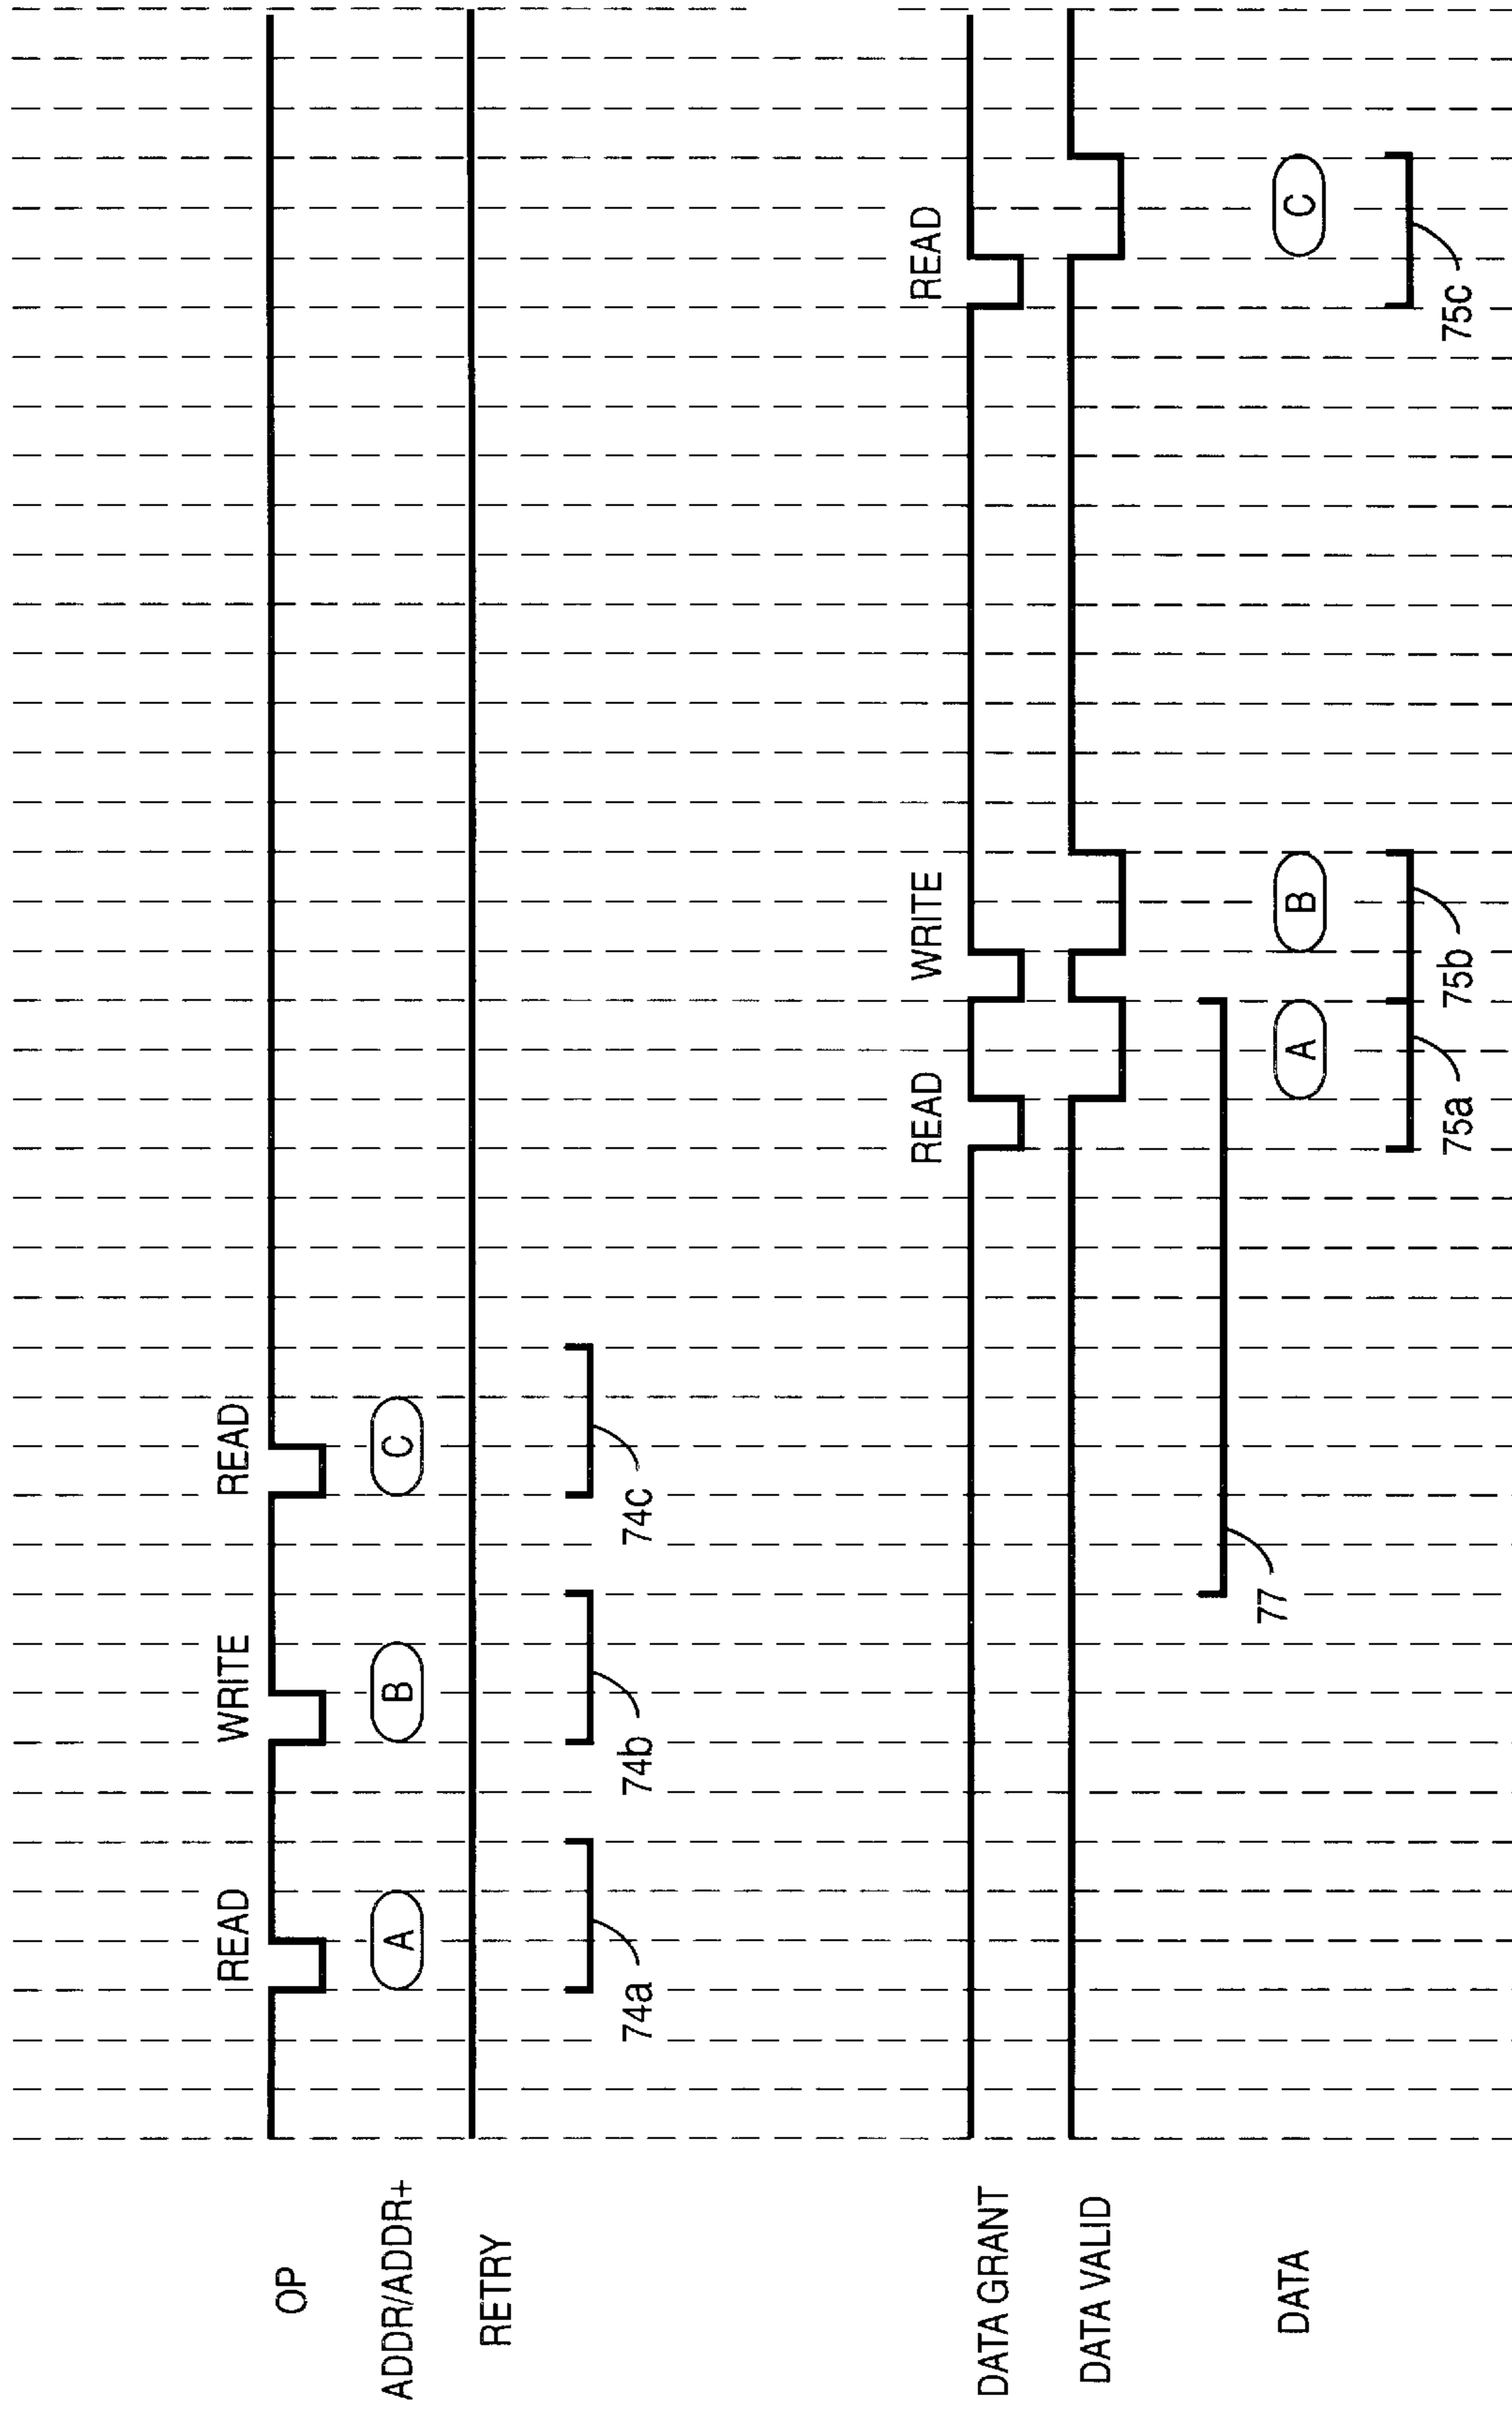 OP
READ
WRITE
READ
ADDR/ADDR+
A
B
C
RETRY
74a
74b
74c
DATA GRANT
READ
WRITE
READ
DATA VALID
77
DATA
A
B
C
75a
75b
75c